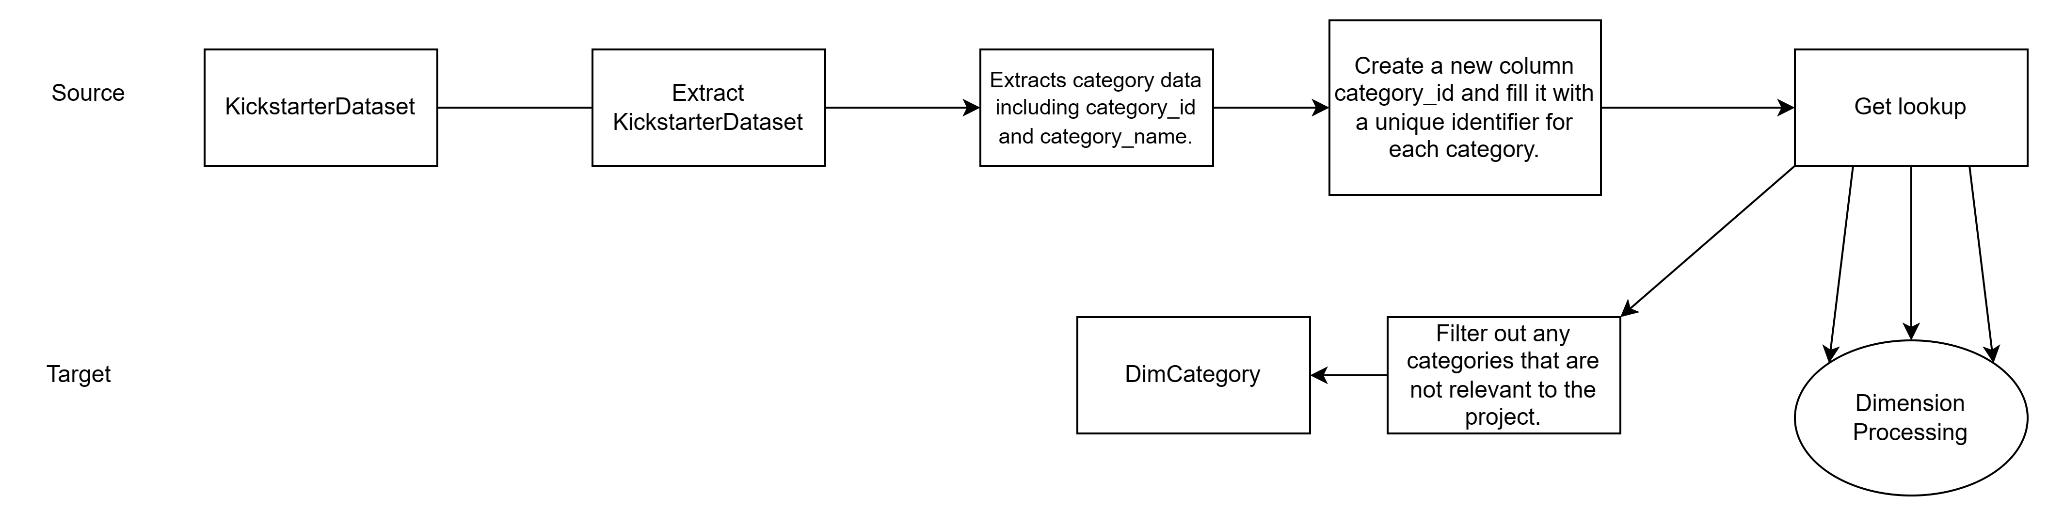 Source
KickstarterDataset
Extract
KickstarterDataset
Extracts category data
including category_id
and category_name.
Create a new column
category_id and fill it with
a unique identifier for
each category.
Get lookup
Target
DimCategory
Filter out any
categories that are
not relevant to the
project.
Dimension
Processing